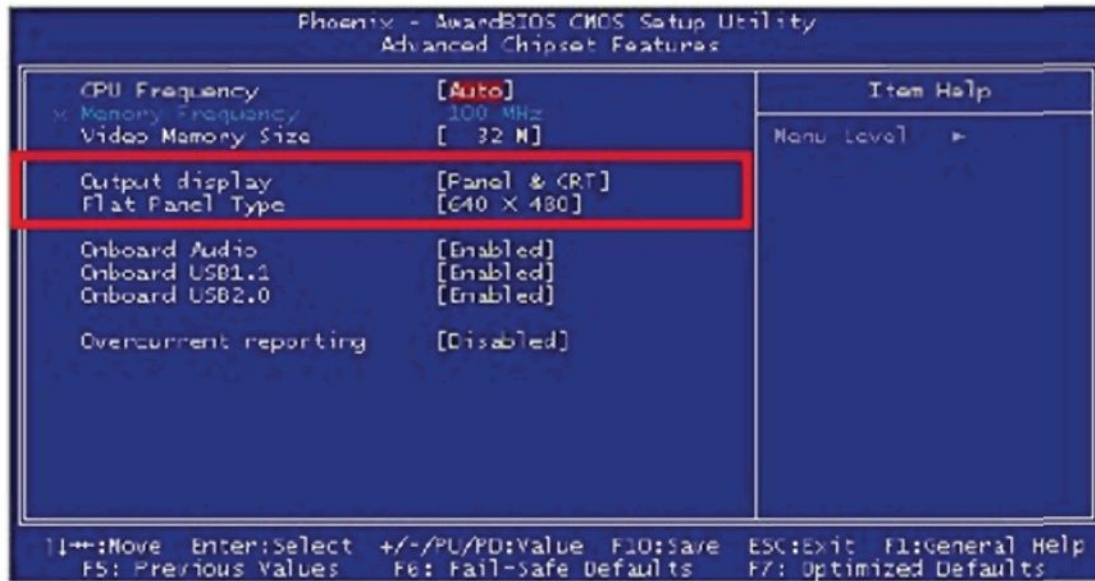 Phoenix - AwardBIOS CMOS Setup Utility
Advanced Chipset Features
CPU Frequency [Auto]
x Memory Frequency 100 MHz
Video Memory Size [ 32 M]
Output display [Panel & CRT]
Flat Panel Type [640 X 480]
Onboard Audio [Enabled]
Onboard USB1.1 [Enabled]
Onboard USB2.0 [Enabled]
Overcurrent reporting [Disabled]
Item Help
Menu Level ►
↑↓→←:Move Enter:Select +/-/PU/PD:Value F10:Save ESC:Exit F1:General Help
F5: Previous Values F6: Fail-Safe Defaults F7: Optimized Defaults